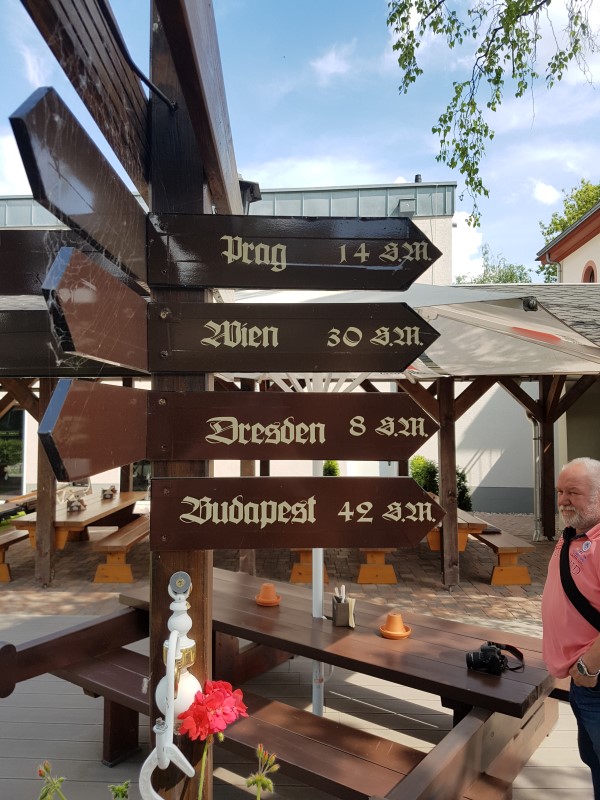 Prag 14 S.M.
Wien 30 S.M.
Dresden 8 S.M.
Budapest 42 S.M.